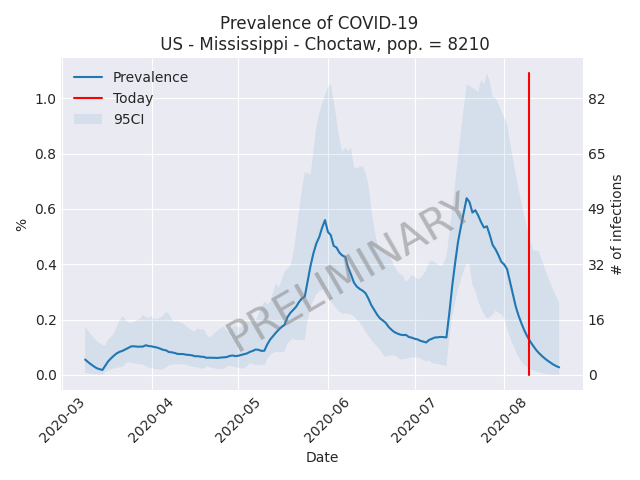 Prevalence of COVID-19
US - Mississippi - Choctaw, pop. = 8210
Prevalence
Today
95CI
PRELIMINARY
1.0
0.8
0.6
0.4
0.2
0.0
%
82
65
49
32
16
0
# of infections
2020-03
2020-04
2020-05
2020-06
2020-07
2020-08
Date